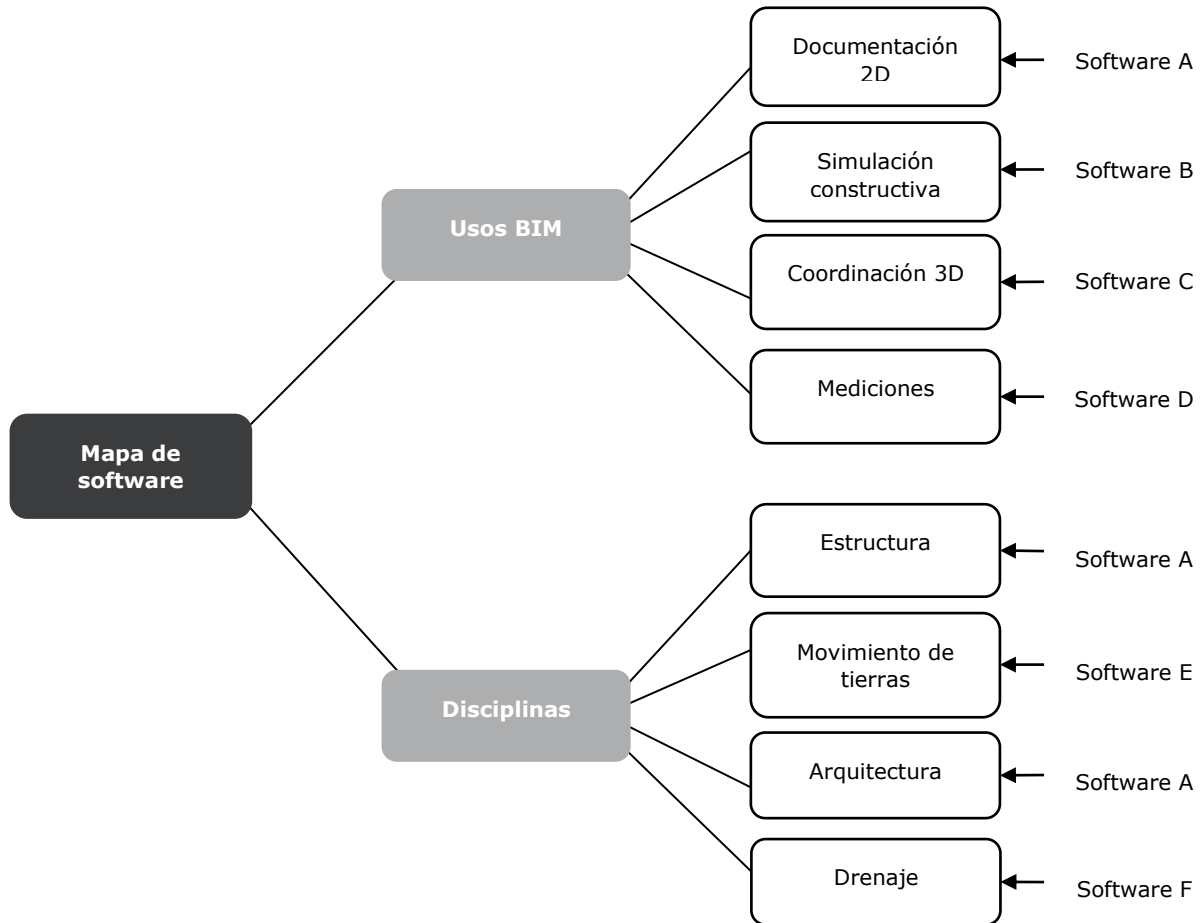 Documentación
2D
Software A
Simulación
constructiva
Software B
Usos BIM
Coordinación 3D
Software C
Mediciones
Software D
Mapa de
software
Estructura
Software A
Movimiento de
tierras
Software E
Disciplinas
Arquitectura
Software A
Drenaje
Software F